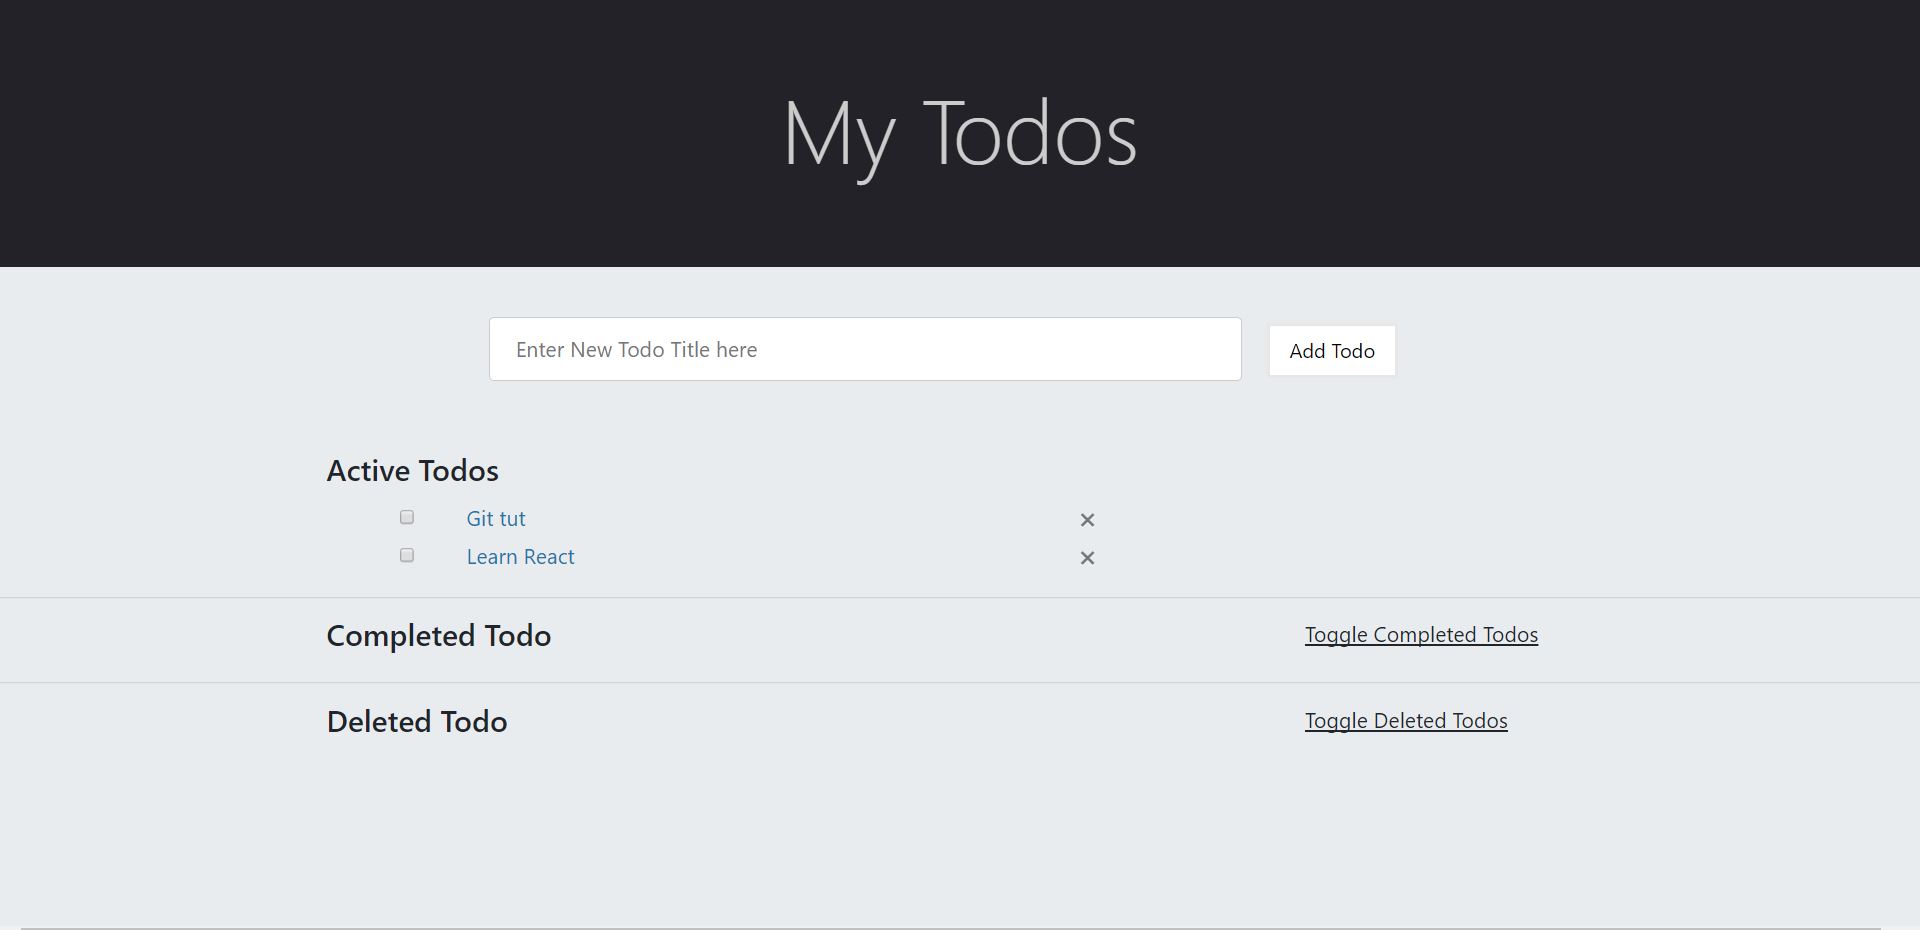 My Todos
Enter New Todo Title here
Add Todo
Active Todos
Git tut
Learn React
Completed Todo
Toggle Completed Todos
Deleted Todo
Toggle Deleted Todos